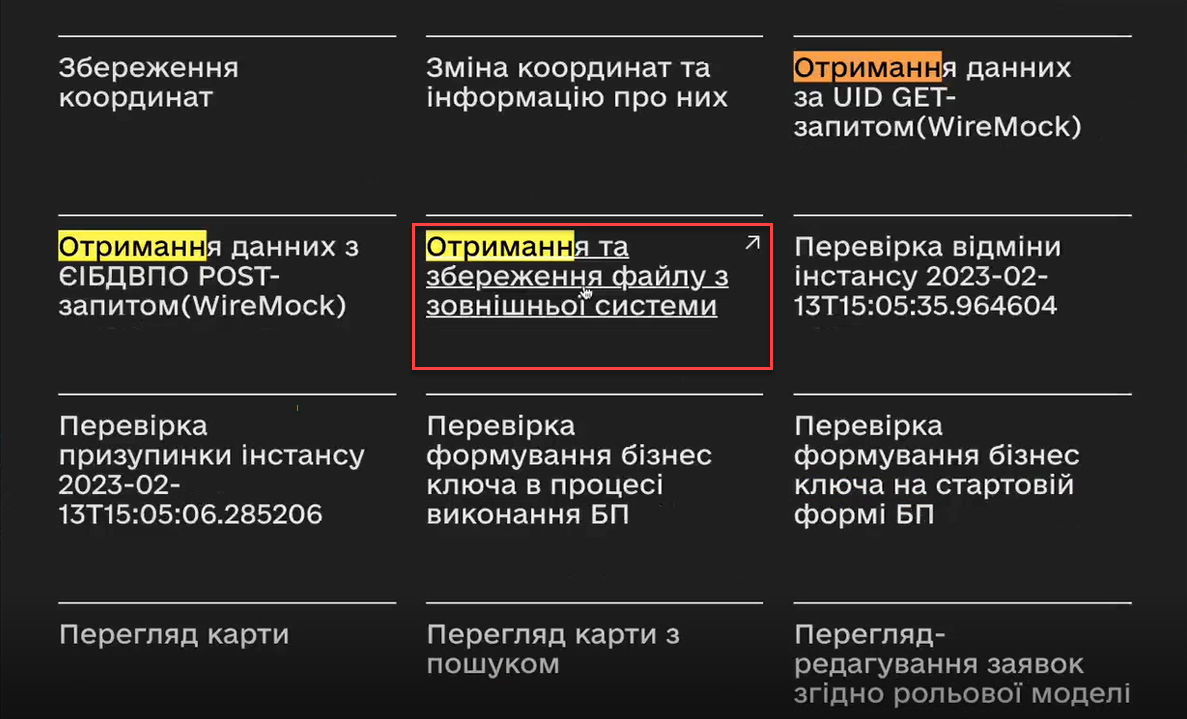 Збереження
координат
Зміна координат та
інформацію про них
Отримання данних
за UID GET-
запитом(WireMock)
Отримання данних з
ЄІБДВПО POST-
запитом(WireMock)
Отримання та
збереження файлу з
зовнішньої системи
Перевірка відміни
інстансу 2023-02-
13T15:05:35.964604
Перевірка
призупинки інстансу
2023-02-
13T15:05:06.285206
Перевірка
формування бізнес
ключа в процесі
виконання БП
Перевірка
формування бізнес
ключа на стартовій
формі БП
Перегляд карти
Перегляд карти з
пошуком
Перегляд-
редагування заявок
згідно рольової моделі